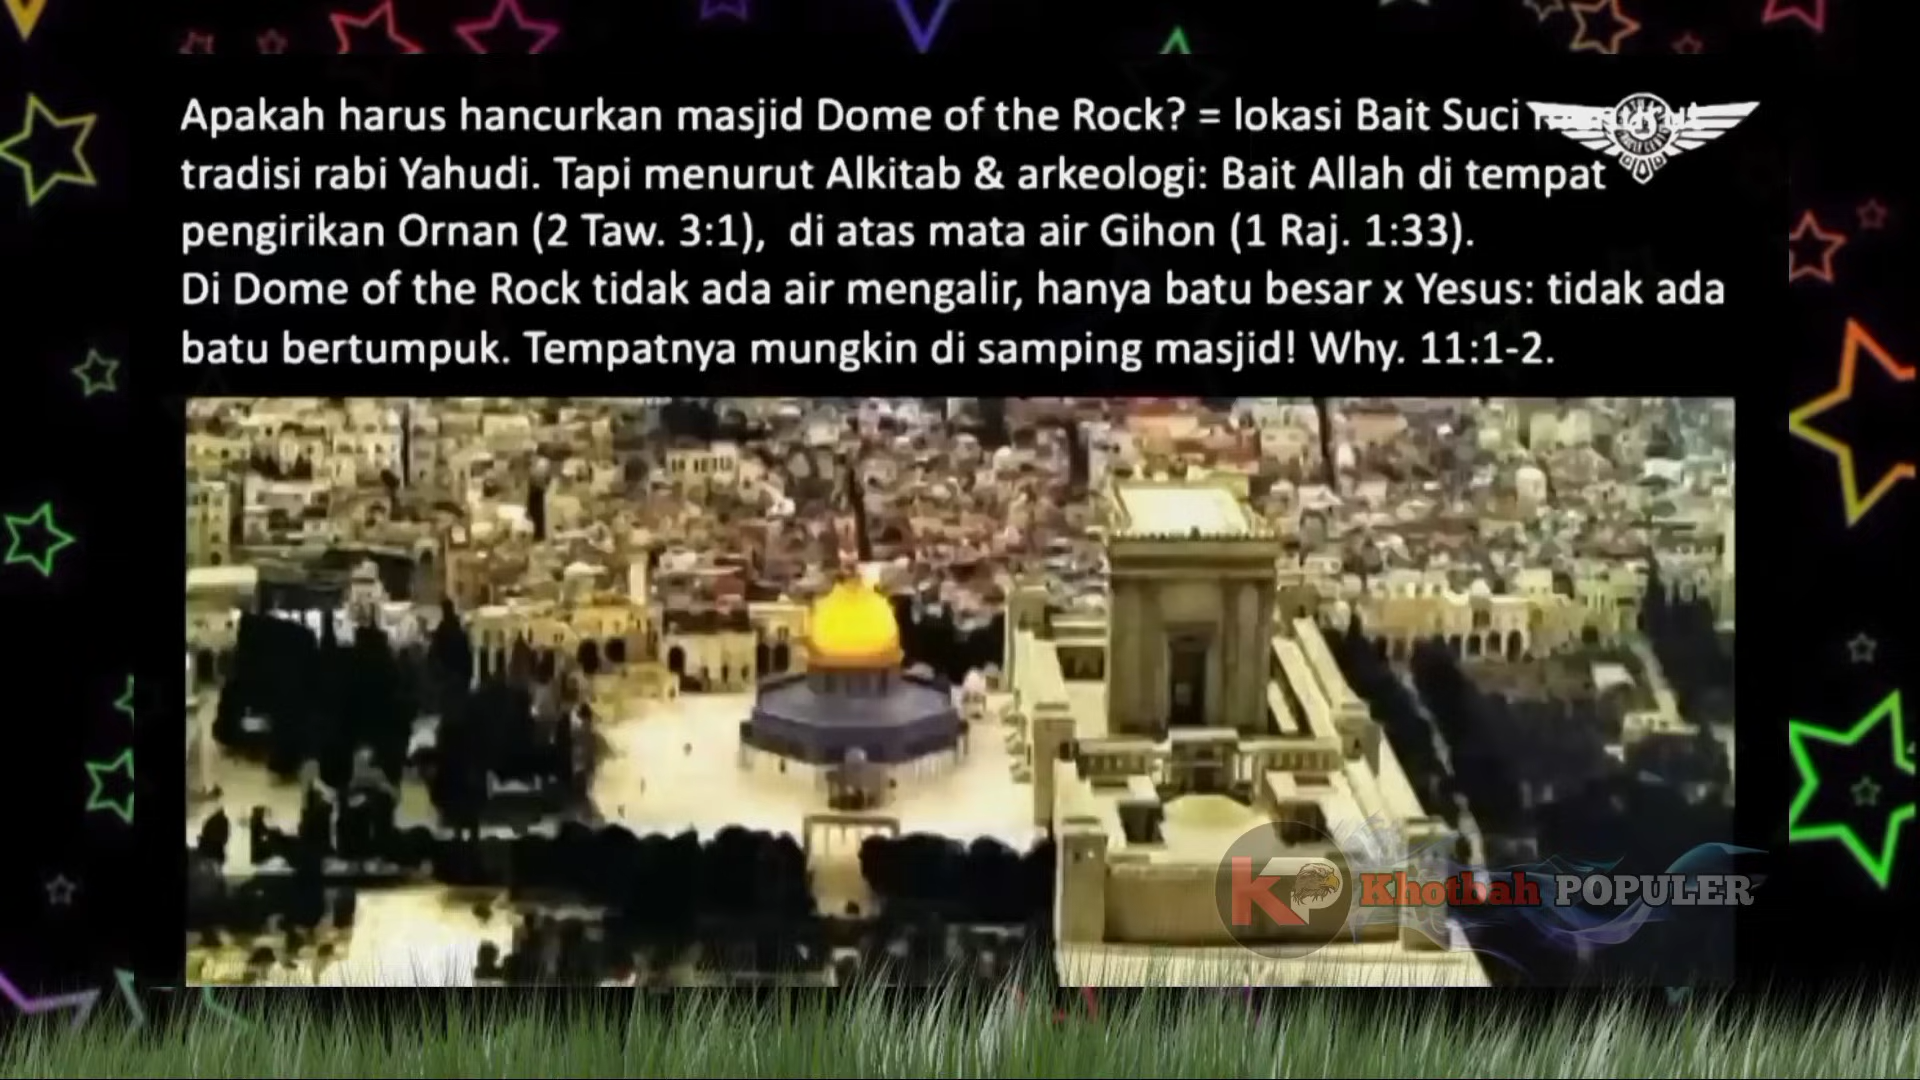 Apakah harus hancurkan masjid Dome of the Rock? = lokasi Bait Suci
tradisi rabi Yahudi. Tapi menurut Alkitab & arkeologi: Bait Allah di tempat
pengirikan Ornan (2 Taw. 3:1), di atas mata air Gihon (1 Raj. 1:33).
Di Dome of the Rock tidak ada air mengalir, hanya batu besar x Yesus: tidak ada
batu bertumpuk. Tempatnya mungkin di samping masjid! Why. 11:1-2.
KP Khotbah POPULER